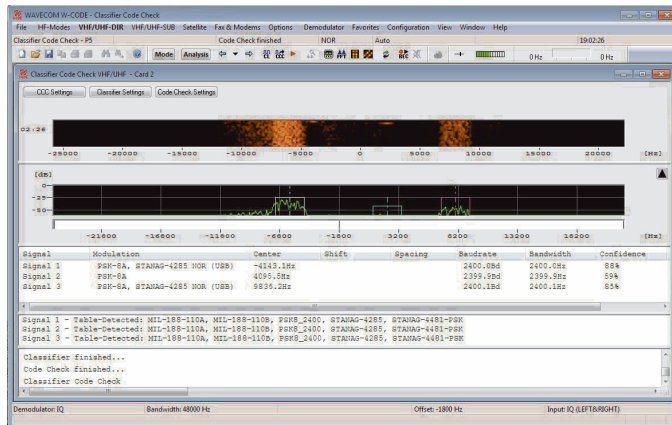 WAVECOM W-CODE - Classifier Code Check
File HF-Modes VHF/UHF-DIR VHF/UHF-SUB Satellite Fax & Modems Options Demodulator Favorites Configuration View Window Help
Classifier Code Check - P5 Code Check finished NOR Auto 19:02:26
Mode Analysis 0 Hz 0 Hz
Classifier Code Check VHF/UHF - Card 2
CCC Settings Classifier Settings Code Check Settings
02:26
-25000 -20000 -15000 -10000 -5000 0 5000 10000 15000 20000 [Hz]
[dB]
0
-25
-50
-21800 -16800 -11800 -6800 -1800 3200 8200 13200 18200 [Hz]
Signal Modulation Center Shift Spacing Baudrate Bandwidth Confidence
Signal 1 PSK-8A, STANAG-4285 NOR (USB) -4143.1Hz 2400.0Bd 2400.0Hz 88%
Signal 2 PSK-8A 4095.5Hz 2399.9Bd 2399.9Hz 59%
Signal 3 PSK-8A, STANAG-4285 NOR (USB) 9836.2Hz 2400.1Bd 2400.1Hz 85%
Signal 1 - Table-Detected: MIL-188-110A, MIL-188-110B, PSK8_2400, STANAG-4285, STANAG-4481-PSK
Signal 2 - Table-Detected: MIL-188-110A, MIL-188-110B, PSK8_2400, STANAG-4285, STANAG-4481-PSK
Signal 3 - Table-Detected: MIL-188-110A, MIL-188-110B, PSK8_2400, STANAG-4285, STANAG-4481-PSK
Classifier finished...
Code Check finished...
Classifier Code Check
Demodulator: IQ Bandwidth: 48000 Hz Offset: -1800 Hz Input: IQ (LEFT&RIGHT)